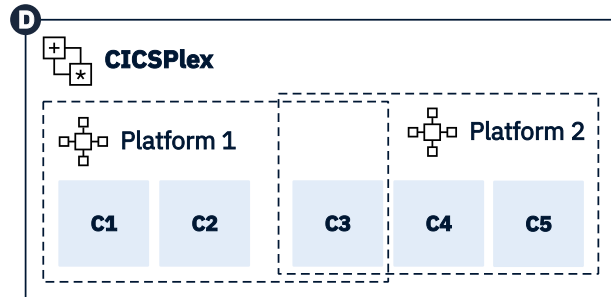 D
CICSPlex
Platform 1
Platform 2
C1 C2 C3 C4 C5